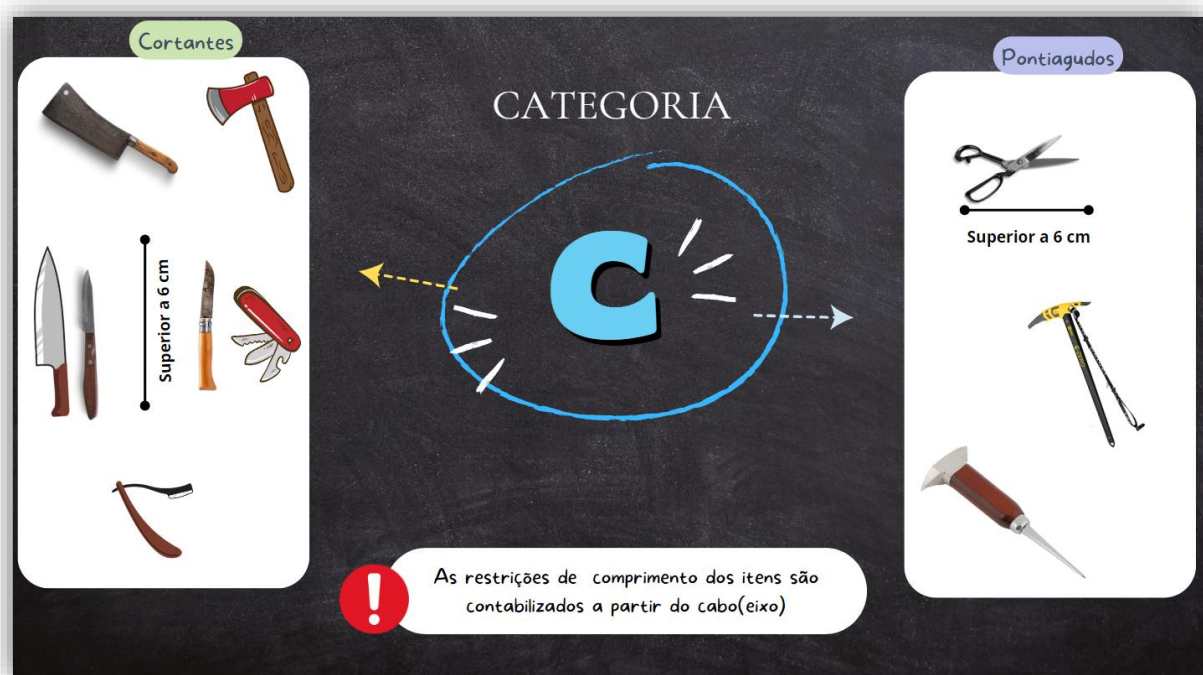 Cortantes
Pontiagudos
CATEGORIA
C
Superior a 6 cm
Superior a 6 cm
As restrições de comprimento dos itens são
contabilizados a partir do cabo(eixo)